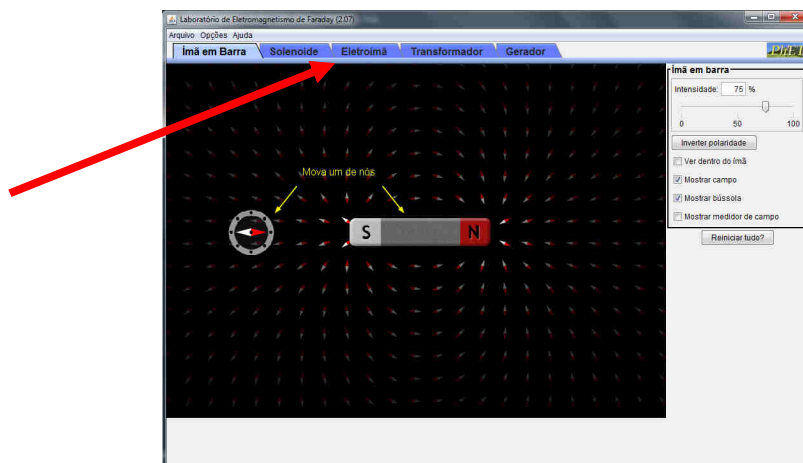 Laboratório de Eletromagnetismo de Faraday (2.07)
Arquivo Opções Ajuda
Ímã em Barra Solenoide Eletroímã Transformador Gerador
PhET
Ímã em barra
Intensidade: 75 %
0 50 100
Inverter polaridade
Ver dentro do ímã
Mostrar campo
Mostrar bússola
Mostrar medidor de campo
Reiniciar tudo?
Mova um de nós
S N